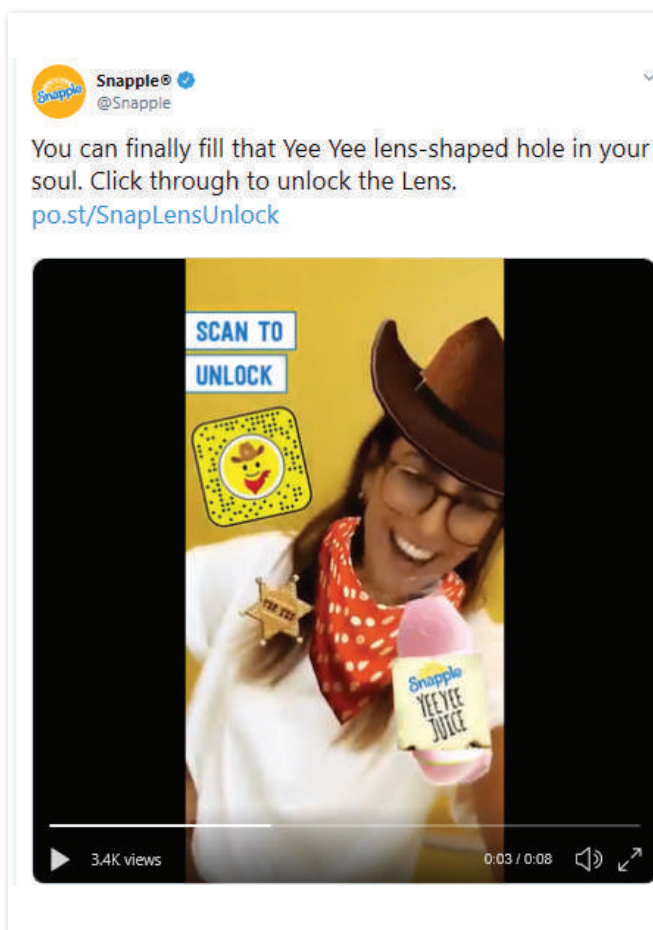 Snapple
Snapple®
@Snapple
You can finally fill that Yee Yee lens-shaped hole in your
soul. Click through to unlock the Lens.
po.st/SnapLensUnlock
SCAN TO
UNLOCK
YEE YEE
Snapple
YEEYEE
JUICE
3.4K views
0:03 / 0:08